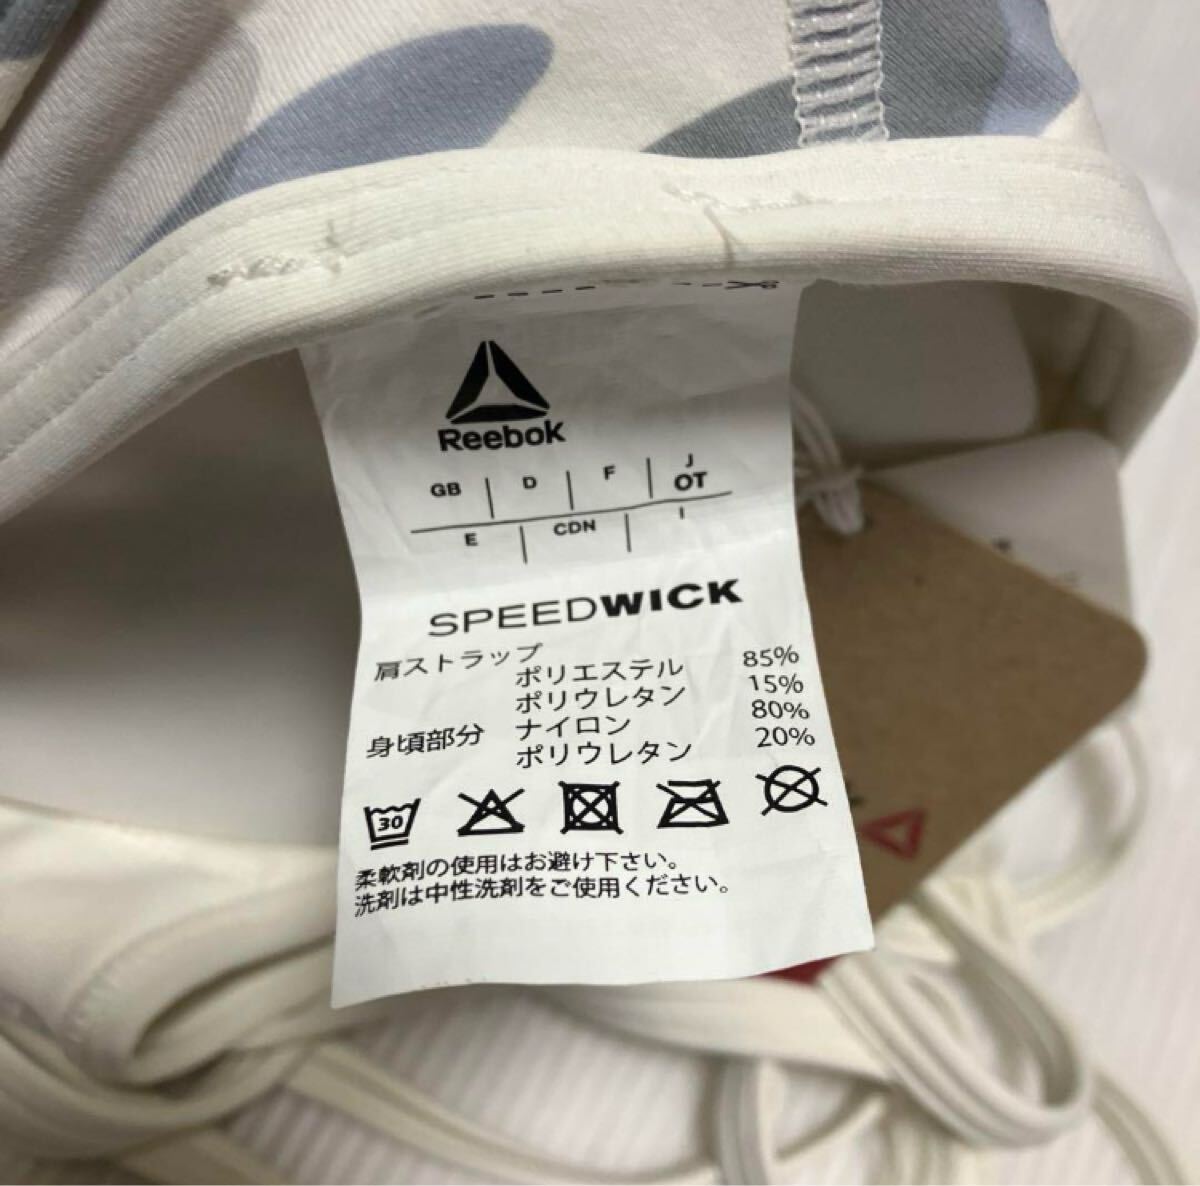 Reebok
GB D F J OT
E CDN I
SPEEDWICK
肩ストラップ
ポリエステル 85%
ポリウレタン 15%
身頃部分 ナイロン 80%
ポリウレタン 20%
30
柔軟剤の使用はお避け下さい。
洗剤は中性洗剤をご使用ください。